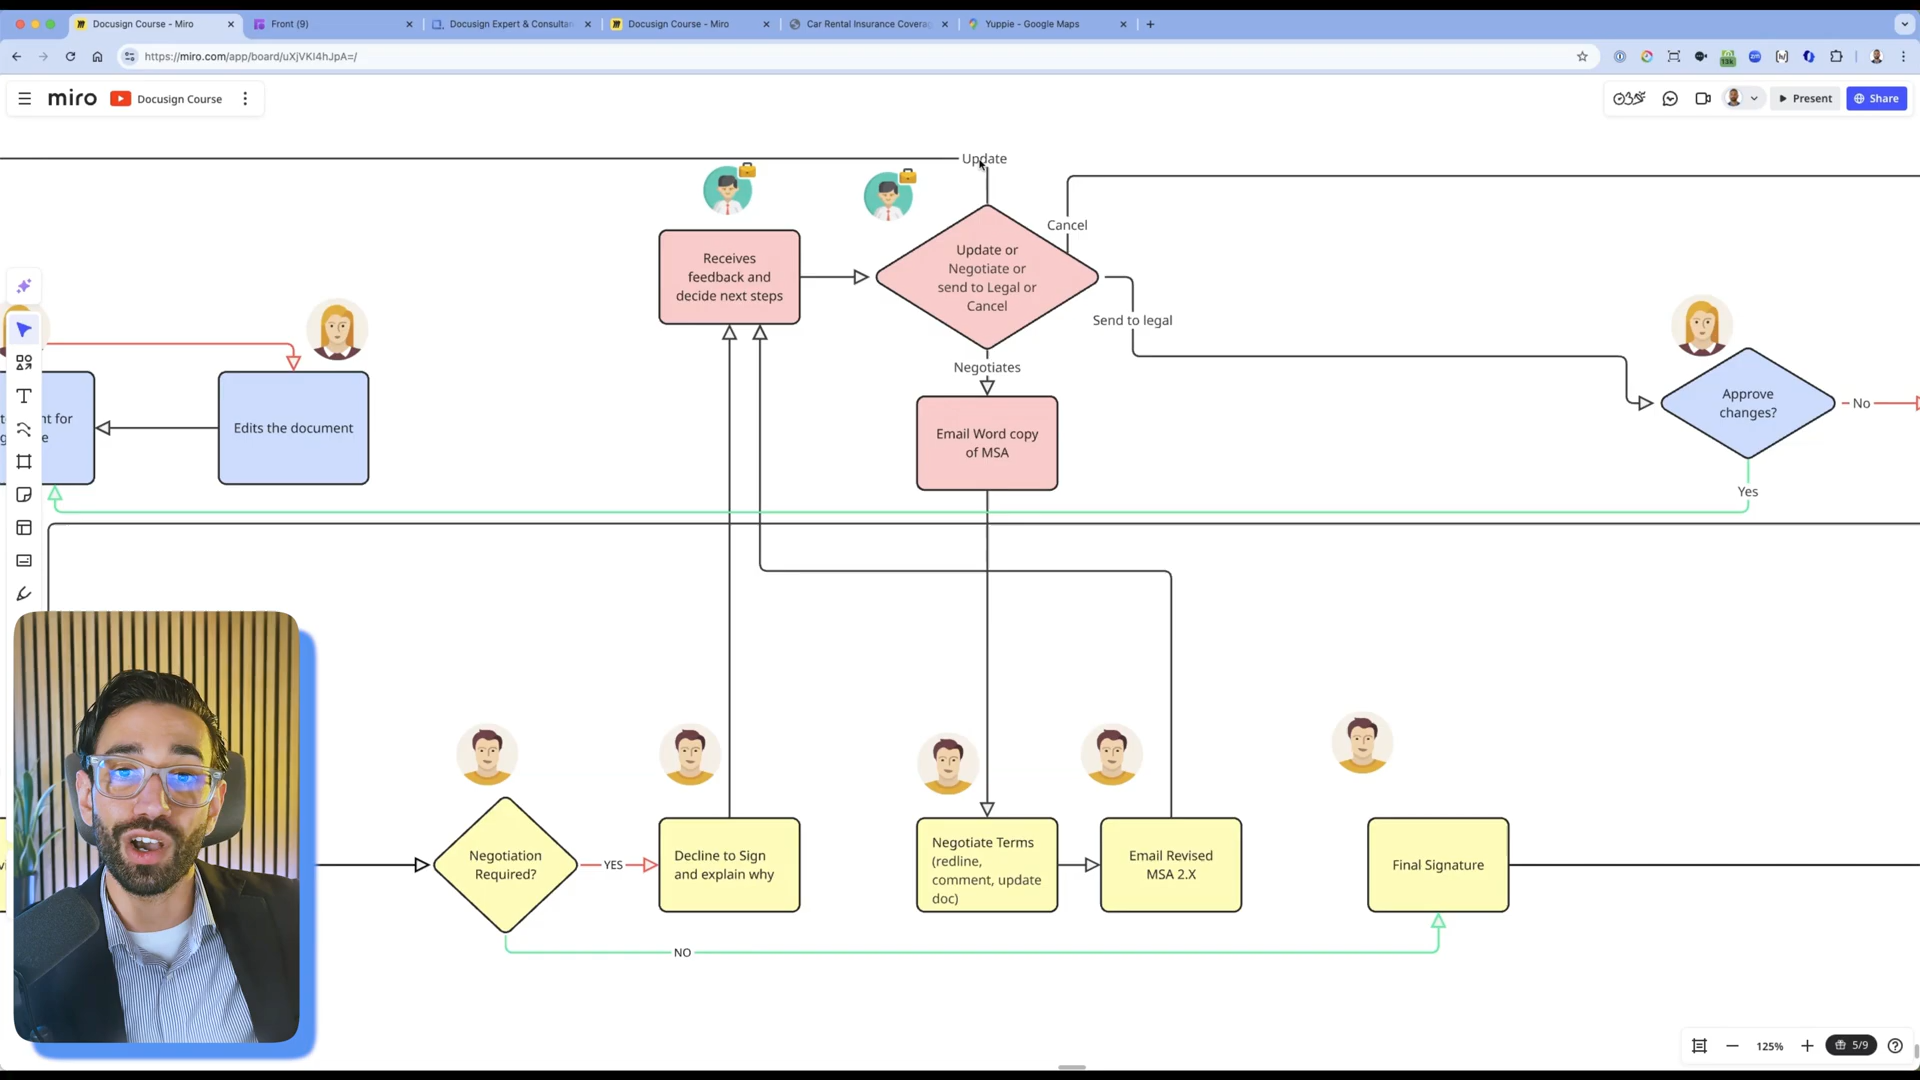 Docusign Course - Miro
Front (9)
Docusign Expert & Consultan
Docusign Course - Miro
Car Rental Insurance Covera
Yuppie - Google Maps
https://miro.com/app/board/uXjVKI4hJpA=/
13k
miro
Docusign Course
Present
Share
Update
Cancel
Receives
feedback and
decide next steps
Update or
Negotiate or
send to Legal or
Cancel
Send to legal
Negotiates
Approve
changes?
No
Yes
Edits the document
Email Word copy
of MSA
Negotiation
Required?
YES
Decline to Sign
and explain why
Negotiate Terms
(redline,
comment, update
doc)
Email Revised
MSA 2.X
Final Signature
NO
125%
5/9